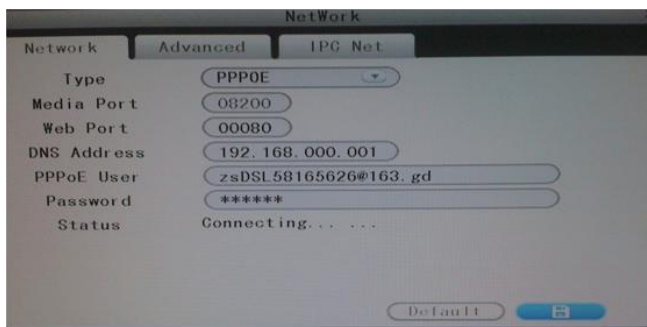 NetWork
Network Advanced IPC Net
Type PPPOE
Media Port 08200
Web Port 00080
DNS Address 192. 168. 000. 001
PPPoE User zsDSL58165626@163. gd
Password ******
Status Connecting... ...
Default